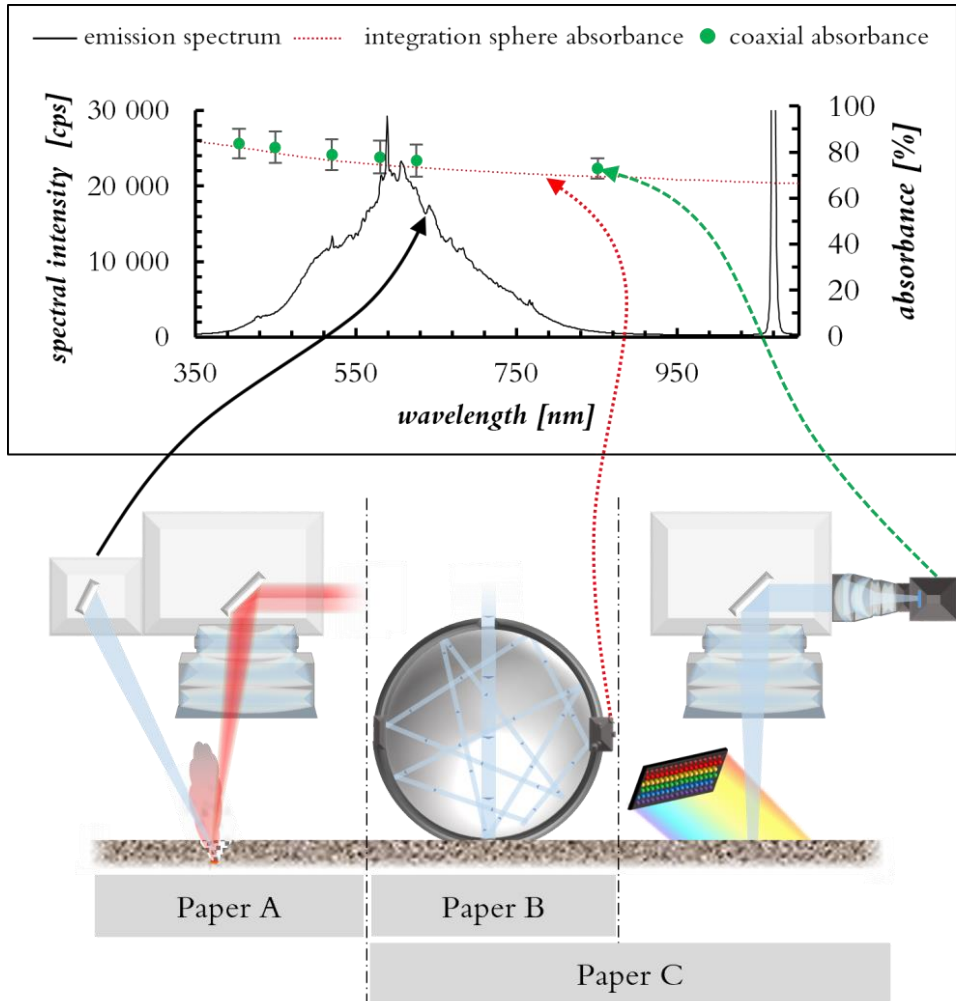 emission spectrum integration sphere absorbance coaxial absorbance
spectral intensity [cps]
30 000
20 000
10 000
0
100
80
60
40
20
0
absorbance [%]
350 550 750 950
wavelength [nm]
Paper A
Paper B
Paper C